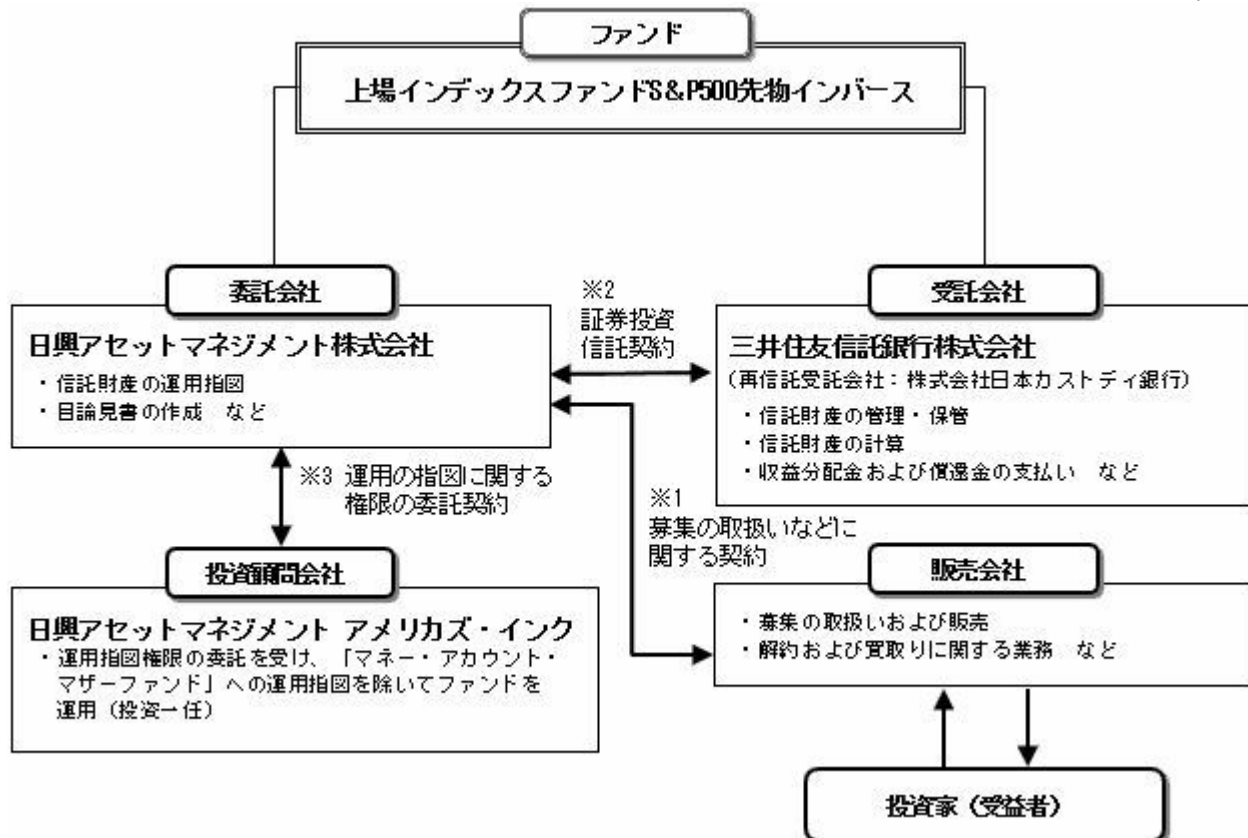 ファンド
上場インデックスファンドS&P500先物インバース
委託会社
日興アセットマネジメント株式会社
・信託財産の運用指図
・目論見書の作成 など
※2
証券投資
信託契約
受託会社
三井住友信託銀行株式会社
(再信託受託会社：株式会社日本カストディ銀行)
・信託財産の管理・保管
・信託財産の計算
・収益分配金および償還金の支払い など
※3 運用の指図に関する
権限の委託契約
※1
募集の取扱いなどに
関する契約
投資顧問会社
日興アセットマネジメント アメリカズ・インク
・運用指図権限の委託を受け、「マネー・アカウント・
マザーファンド」への運用指図を除いてファンドを
運用（投資一任）
販売会社
・募集の取扱いおよび販売
・解約および買取りに関する業務 など
投資家（受益者）